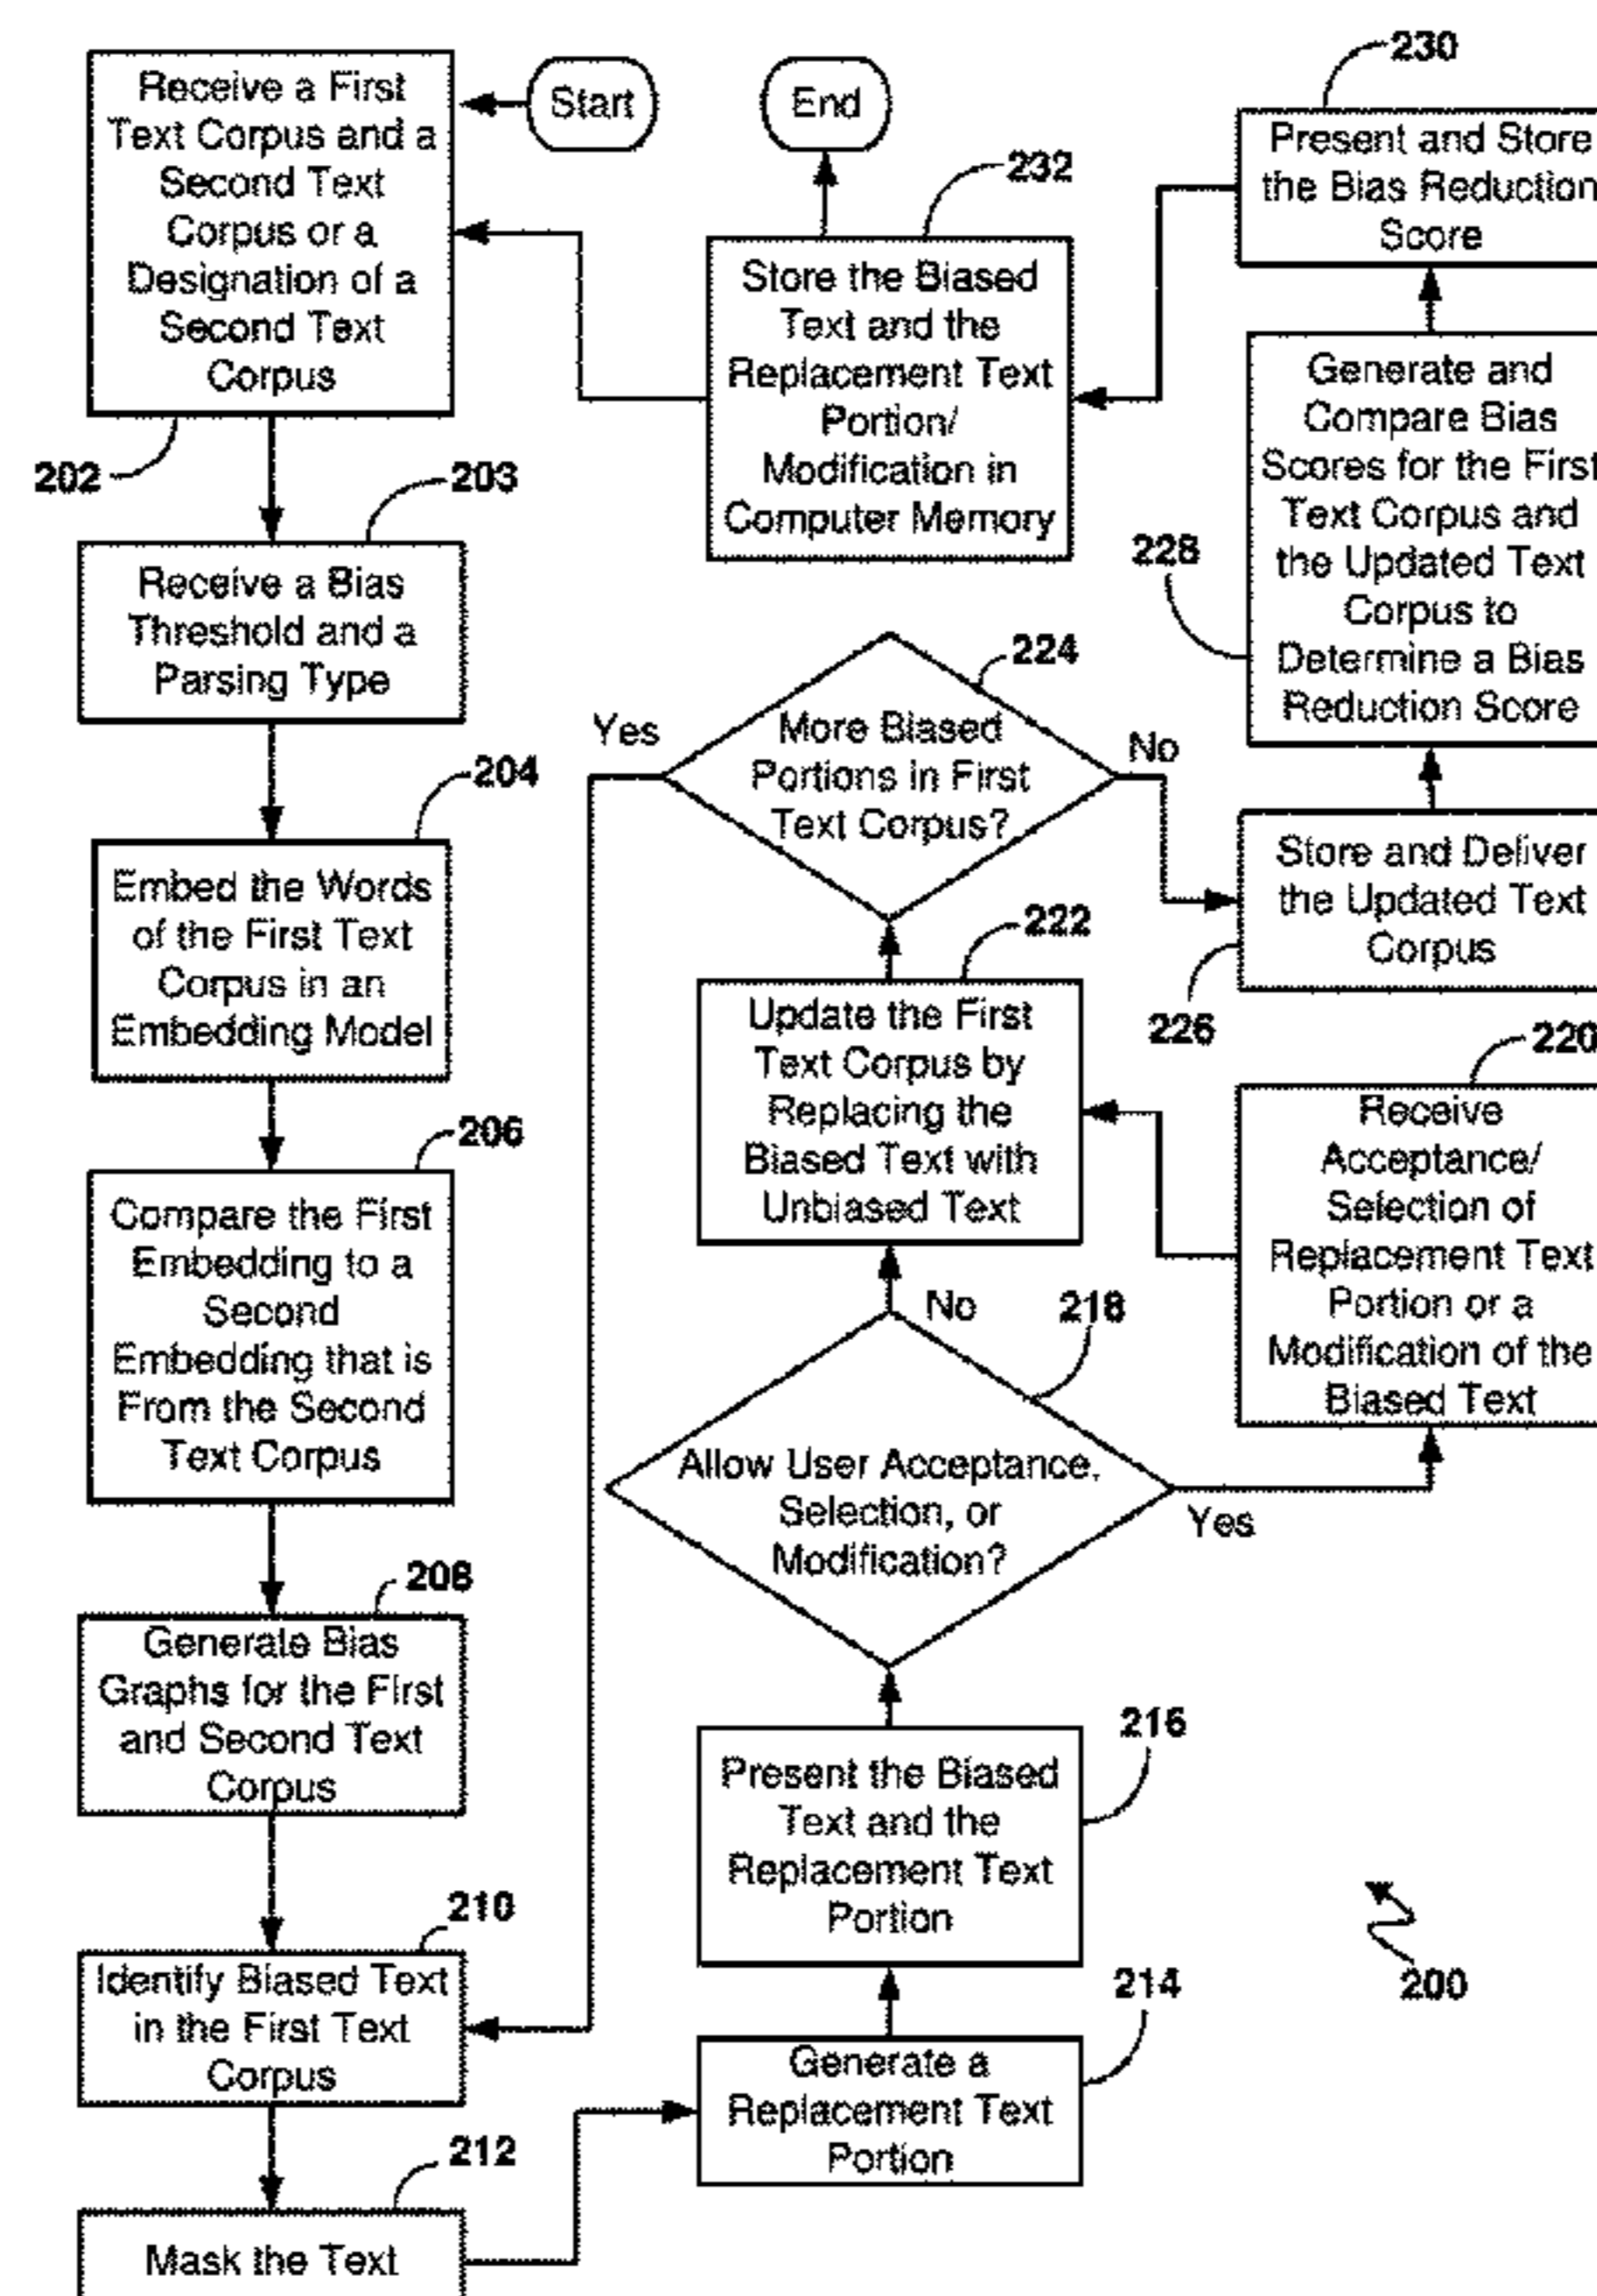 Start
Receive a First
Text Corpus and a
Second Text
Corpus or a
Designation of a
Second Text
Corpus
202
203
Receive a Bias
Threshold and a
Parsing Type
204
Embed the Words
of the First Text
Corpus in an
Embedding Model
206
Compare the First
Embedding to a
Second
Embedding that is
From the Second
Text Corpus
208
Generate Bias
Graphs for the First
and Second Text
Corpus
210
Identify Biased Text
in the First Text
Corpus
212
Mask the Text
214
Generate a
Replacement Text
Portion
216
Present the Biased
Text and the
Replacement Text
Portion
218
Allow User Acceptance,
Selection, or
Modification?
No
Yes
220
Receive
Acceptance/
Selection of
Replacement Text
Portion or a
Modification of the
Biased Text
222
Update the First
Text Corpus by
Replacing the
Biased Text with
Unbiased Text
224
More Biased
Portions in First
Text Corpus?
Yes
No
226
Store and Deliver
the Updated Text
Corpus
228
Generate and
Compare Bias
Scores for the First
Text Corpus and
the Updated Text
Corpus to
Determine a Bias
Reduction Score
230
Present and Store
the Bias Reduction
Score
232
Store the Biased
Text and the
Replacement Text
Portion/
Modification in
Computer Memory
End
200